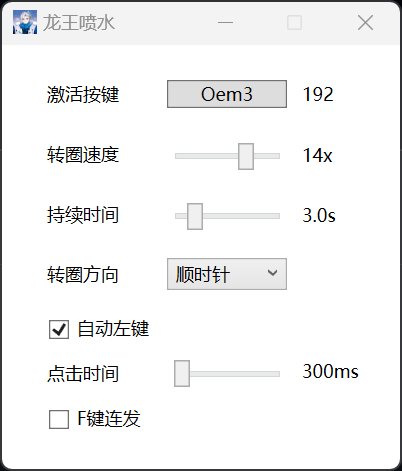 龙王喷水
激活按键 Oem3 192
转圈速度 14x
持续时间 3.0s
转圈方向 顺时针
自动左键
点击时间 300ms
F键连发